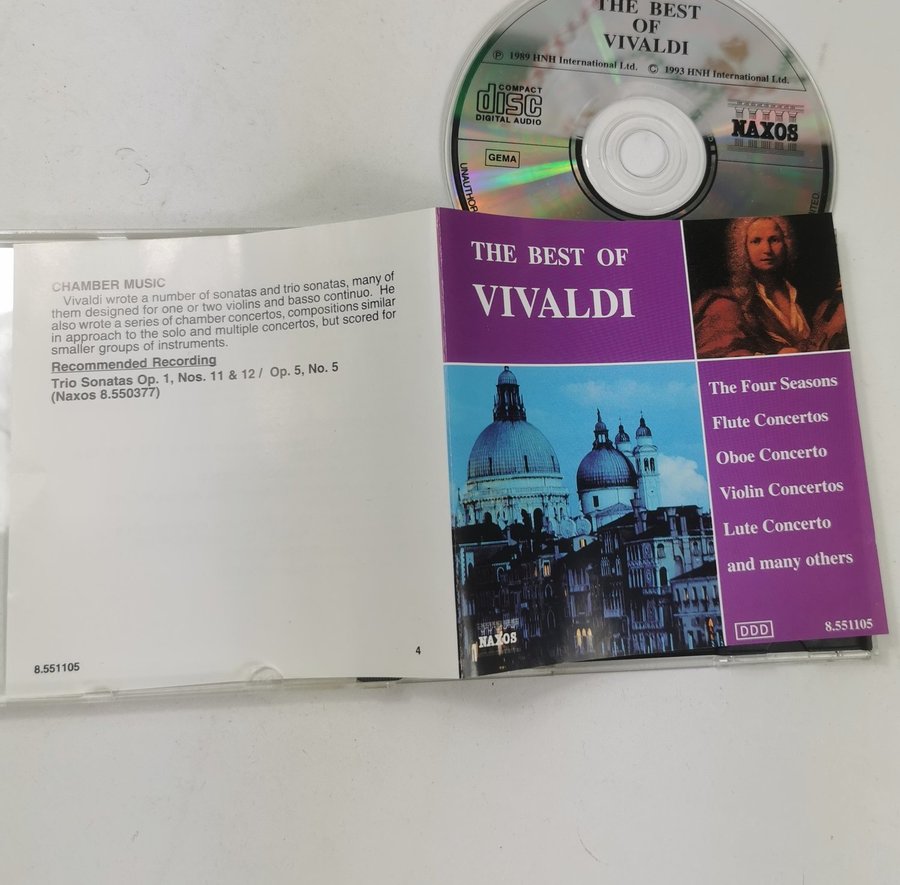 THE BEST
OF
VIVALDI
℗ 1989 HNH International Ltd. © 1993 HNH International Ltd.
COMPACT
disc
DIGITAL AUDIO
NAXOS
GEMA
CHAMBER MUSIC
Vivaldi wrote a number of sonatas and trio sonatas, many of
them designed for one or two violins and basso continuo. He
also wrote a series of chamber concertos, compositions similar
in approach to the solo and multiple concertos, but scored for
smaller groups of instruments.
Recommended Recording
Trio Sonatas Op. 1, Nos. 11 & 12 / Op. 5, No. 5
(Naxos 8.550377)
8.551105
4
THE BEST OF
VIVALDI
The Four Seasons
Flute Concertos
Oboe Concerto
Violin Concertos
Lute Concerto
and many others
NAXOS
DDD
8.551105